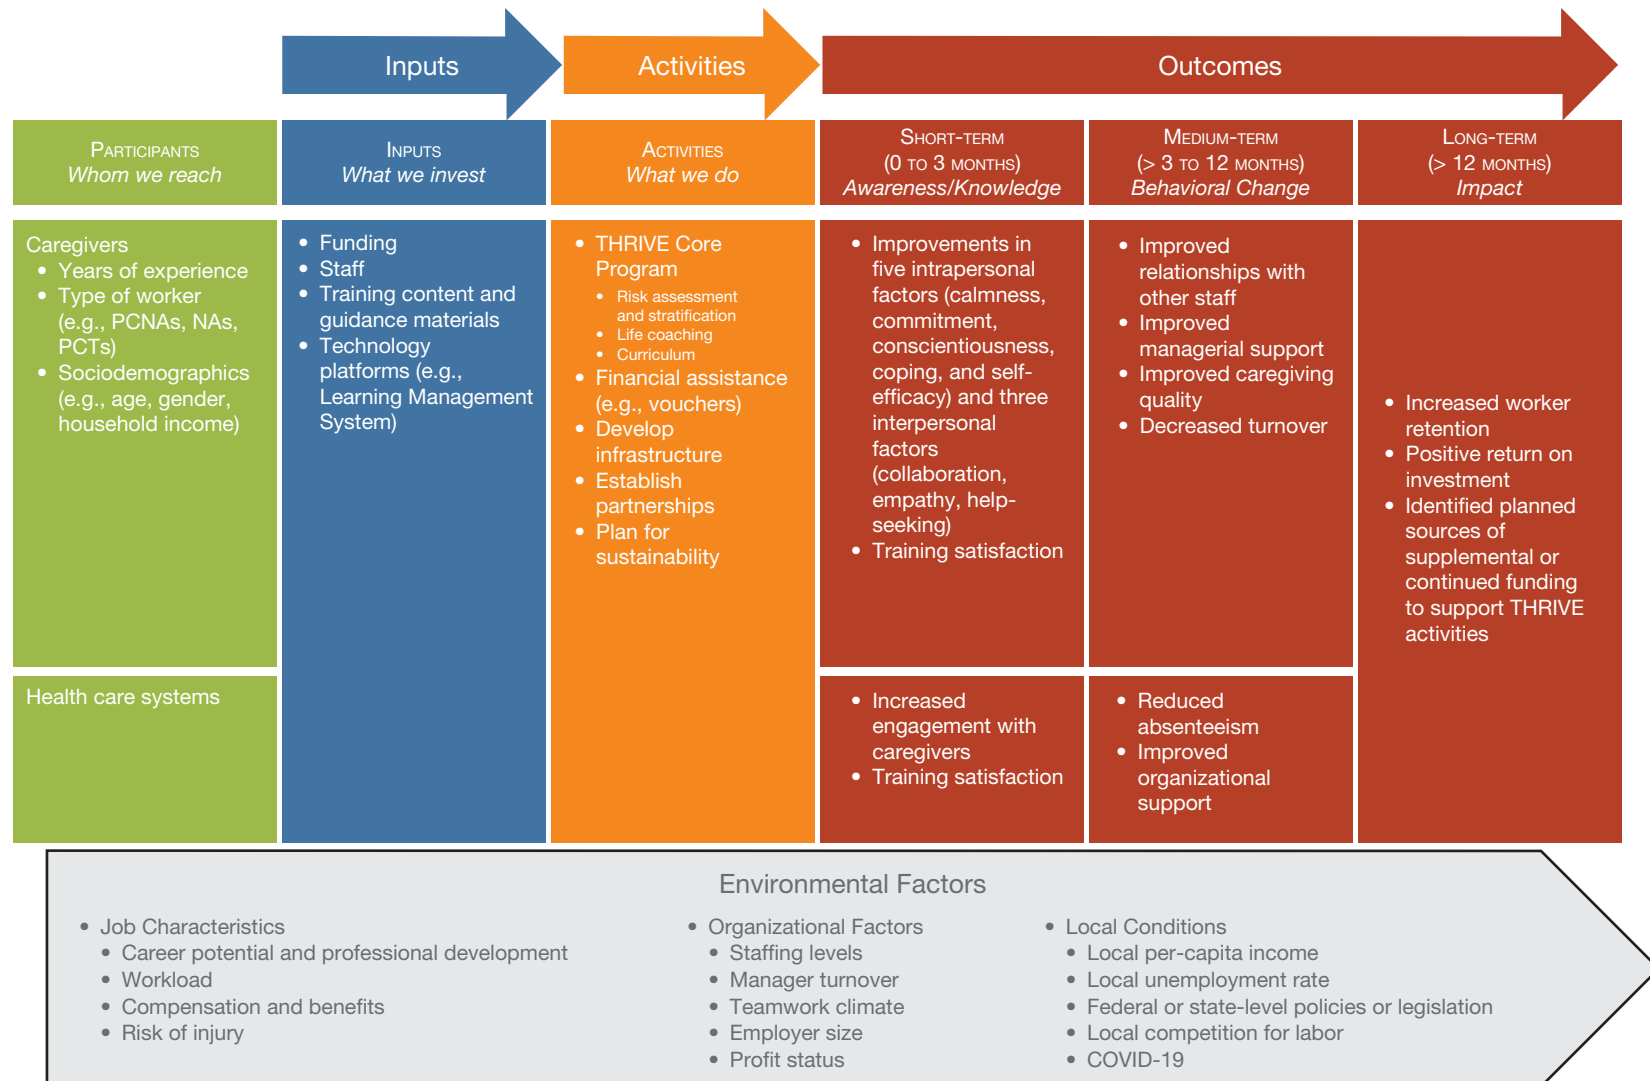 Inputs
Activities
Outcomes
PARTICIPANTS
Whom we reach
INPUTS
What we invest
ACTIVITIES
What we do
SHORT-TERM
(0 TO 3 MONTHS)
Awareness/Knowledge
MEDIUM-TERM
(> 3 TO 12 MONTHS)
Behavioral Change
LONG-TERM
(> 12 MONTHS)
Impact
Caregivers
• Years of experience
• Type of worker
(e.g., PCNAs, NAs,
PCTs)
• Sociodemographics
(e.g., age, gender,
household income)
• Funding
• Staff
• Training content and
guidance materials
• Technology
platforms (e.g.,
Learning Management
System)
• THRIVE Core
Program
• Risk assessment
and stratification
• Life coaching
• Curriculum
• Financial assistance
(e.g., vouchers)
• Develop
infrastructure
• Establish
partnerships
• Plan for
sustainability
• Improvements in
five intrapersonal
factors (calmness,
commitment,
conscientiousness,
coping, and self-
efficacy) and three
interpersonal
factors
(collaboration,
empathy, help-
seeking)
• Training satisfaction
• Improved
relationships with
other staff
• Improved
managerial support
• Improved caregiving
quality
• Decreased turnover
• Increased worker
retention
• Positive return on
investment
• Identified planned
sources of
supplemental or
continued funding
to support THRIVE
activities
Health care systems
• Increased
engagement with
caregivers
• Training satisfaction
• Reduced
absenteeism
• Improved
organizational
support
Environmental Factors
• Job Characteristics
• Career potential and professional development
• Workload
• Compensation and benefits
• Risk of injury
• Organizational Factors
• Staffing levels
• Manager turnover
• Teamwork climate
• Employer size
• Profit status
• Local Conditions
• Local per-capita income
• Local unemployment rate
• Federal or state-level policies or legislation
• Local competition for labor
• COVID-19